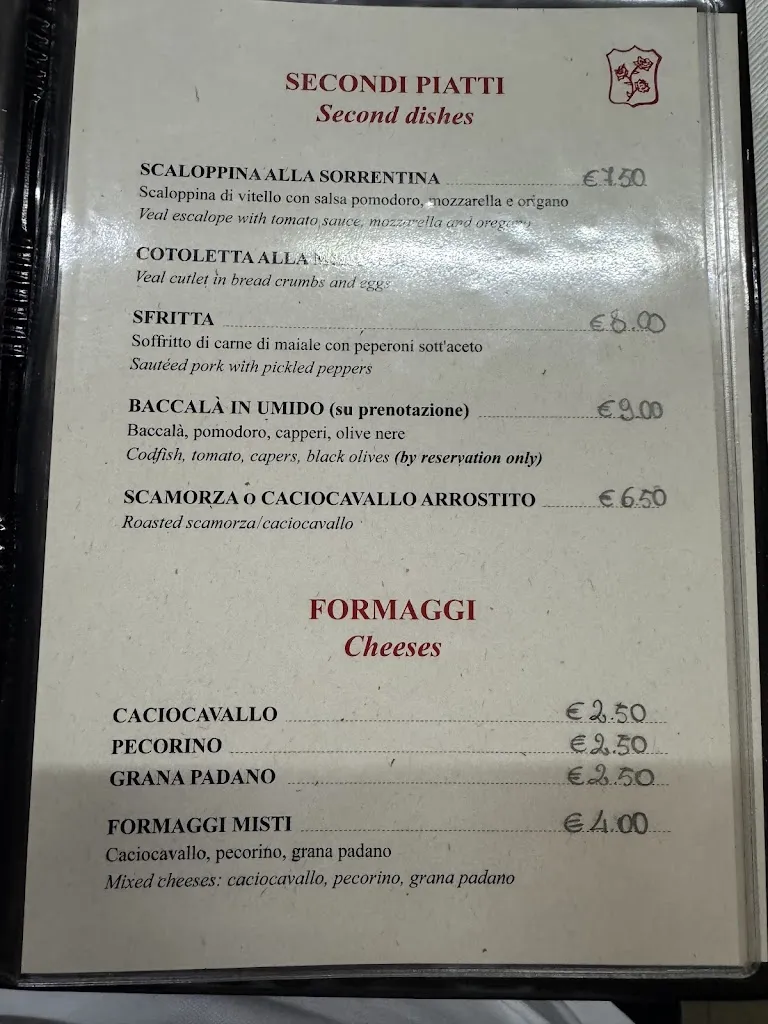 SECONDI PIATTI
Second dishes
SCALOPPINA ALLA SORRENTINA €7.50
Scaloppina di vitello con salsa pomodoro, mozzarella e origano
Veal escalope with tomato sauce, mozzarella and oregano
COTOLETTA ALLA
Veal cutlet in bread crumbs and eggs
SFRITTA €8.00
Soffritto di carne di maiale con peperoni sott'aceto
Sautéed pork with pickled peppers
BACCALÀ IN UMIDO (su prenotazione) €9.00
Baccalà, pomodoro, capperi, olive nere
Codfish, tomato, capers, black olives (by reservation only)
SCAMORZA O CACIOCAVALLO ARROSTITO €6.50
Roasted scamorza/caciocavallo
FORMAGGI
Cheeses
CACIOCAVALLO €2.50
PECORINO €2.50
GRANA PADANO €2.50
FORMAGGI MISTI €4.00
Caciocavallo, pecorino, grana padano
Mixed cheeses: caciocavallo, pecorino, grana padano